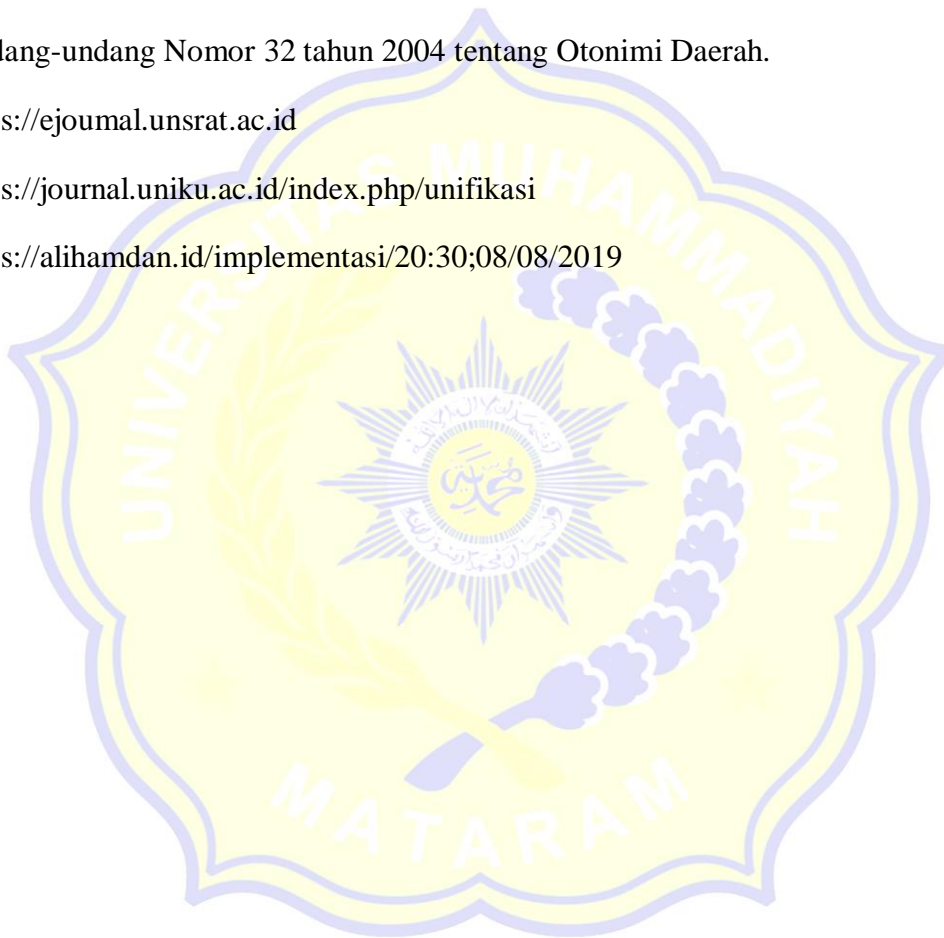 dang-undang Nomor 32 tahun 2004 tentang Otonimi Daerah.
s://ejoumal.unsrat.ac.id
s://journal.uniku.ac.id/index.php/unifikasi
s://alihamdan.id/implementasi/20:30;08/08/2019
UNIVERSITAS MUHAMMADIYAH
محمدية
MATARAM